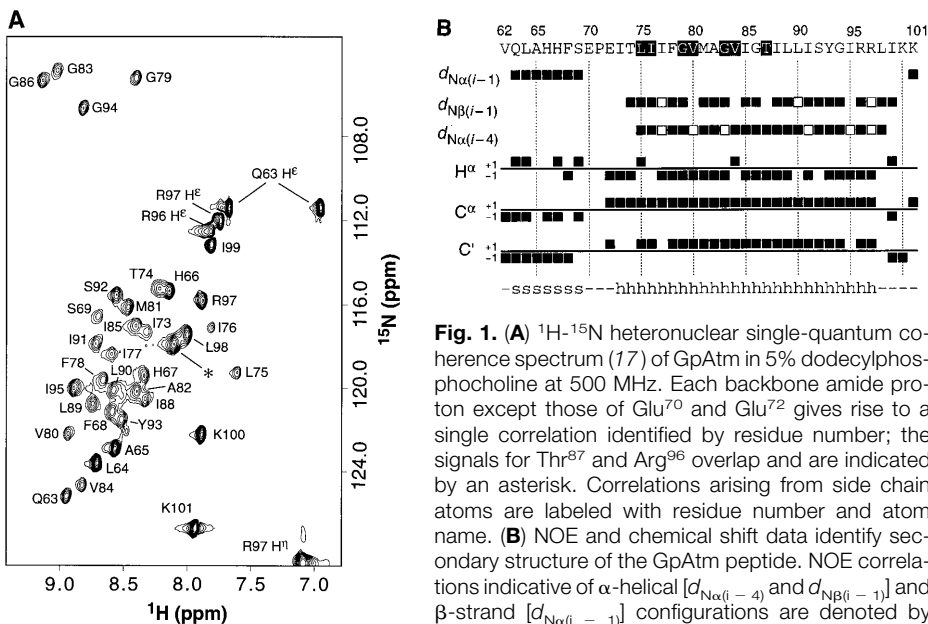 A
G86
G83
G79
G94
Q63 Hε
R97 Hε
R96 Hε
I99
T74
H66
S92
M81
R97
S69
I85
I73
I76
I91
I77
L98
F78
L90
H67
*
L75
I95
A82
L89
I88
F68
Y93
V80
K100
A65
L64
V84
Q63
K101
R97 Hη
108.0
112.0
116.0
120.0
124.0
15N (ppm)
9.0 8.5 8.0 7.5 7.0
1H (ppm)
B
62 65 70 75 80 85 90 95 101
VQLAHHFSEPEITLIIFGVMAGVIGTILLISYGIRRLIKK
dNα(i−1)
dNβ(i−1)
dNα(i−4)
Hα +1 −1
Cα +1 −1
C' +1 −1
-sssssss----hhhhhhhhhhhhhhhhhhhhhhhhh----
Fig. 1. (A) 1H-15N heteronuclear single-quantum co-
herence spectrum (17) of GpAtm in 5% dodecylphos-
phocholine at 500 MHz. Each backbone amide pro-
ton except those of Glu70 and Glu72 gives rise to a
single correlation identified by residue number; the
signals for Thr87 and Arg96 overlap and are indicated
by an asterisk. Correlations arising from side chain
atoms are labeled with residue number and atom
name. (B) NOE and chemical shift data identify sec-
ondary structure of the GpAtm peptide. NOE correla-
tions indicative of α-helical [dNα(i − 4) and dNβ(i − 1)] and
β-strand [dNα(i − 1)] configurations are denoted by